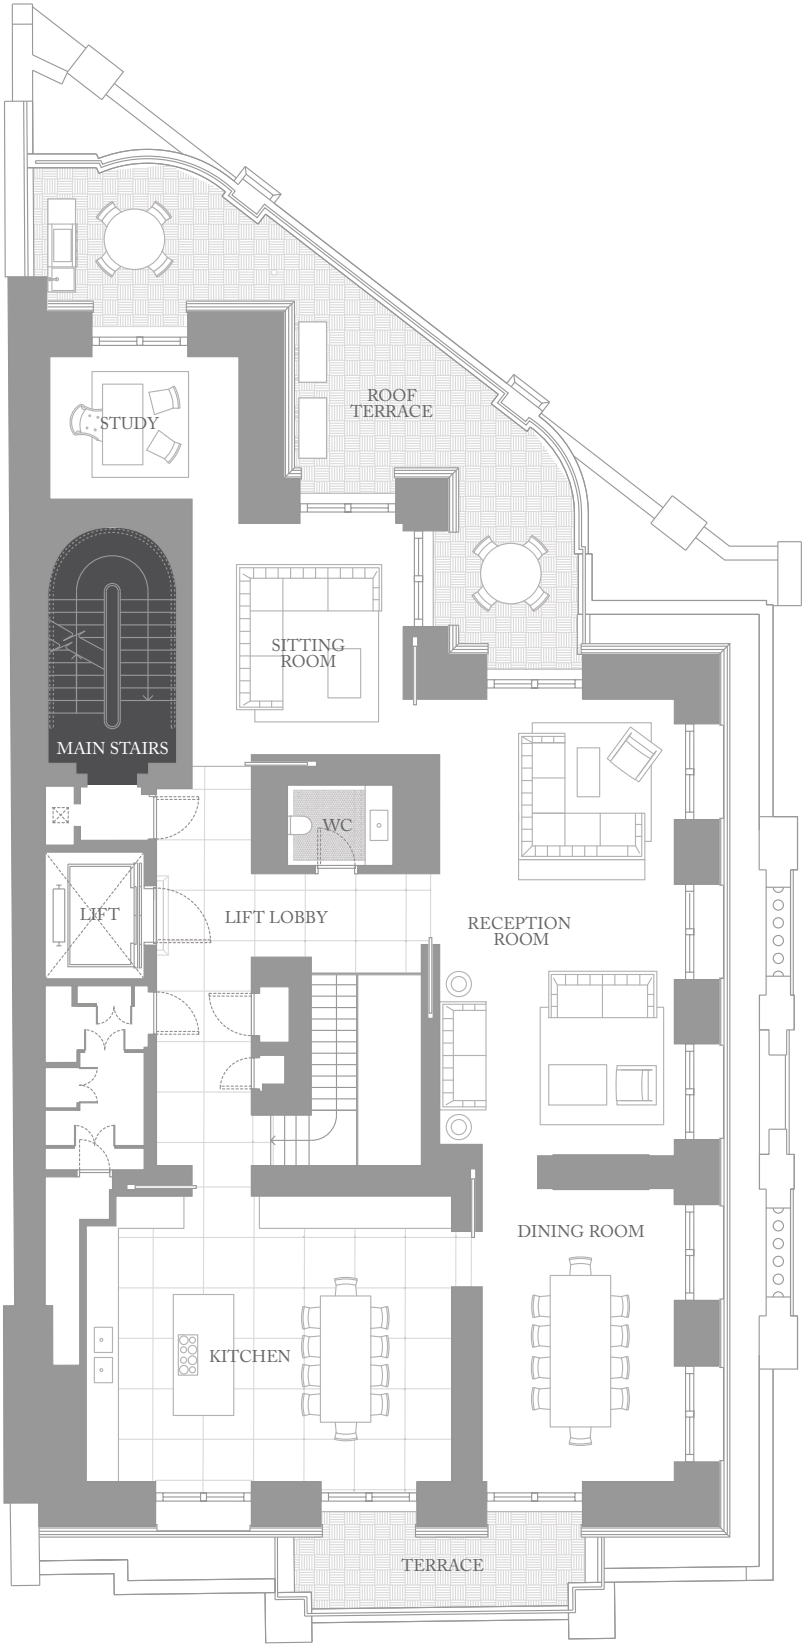 ROOF
TERRACE
STUDY
SITTING
ROOM
MAIN STAIRS
WC
LIFT
LIFT LOBBY
RECEPTION
ROOM
DINING ROOM
KITCHEN
TERRACE